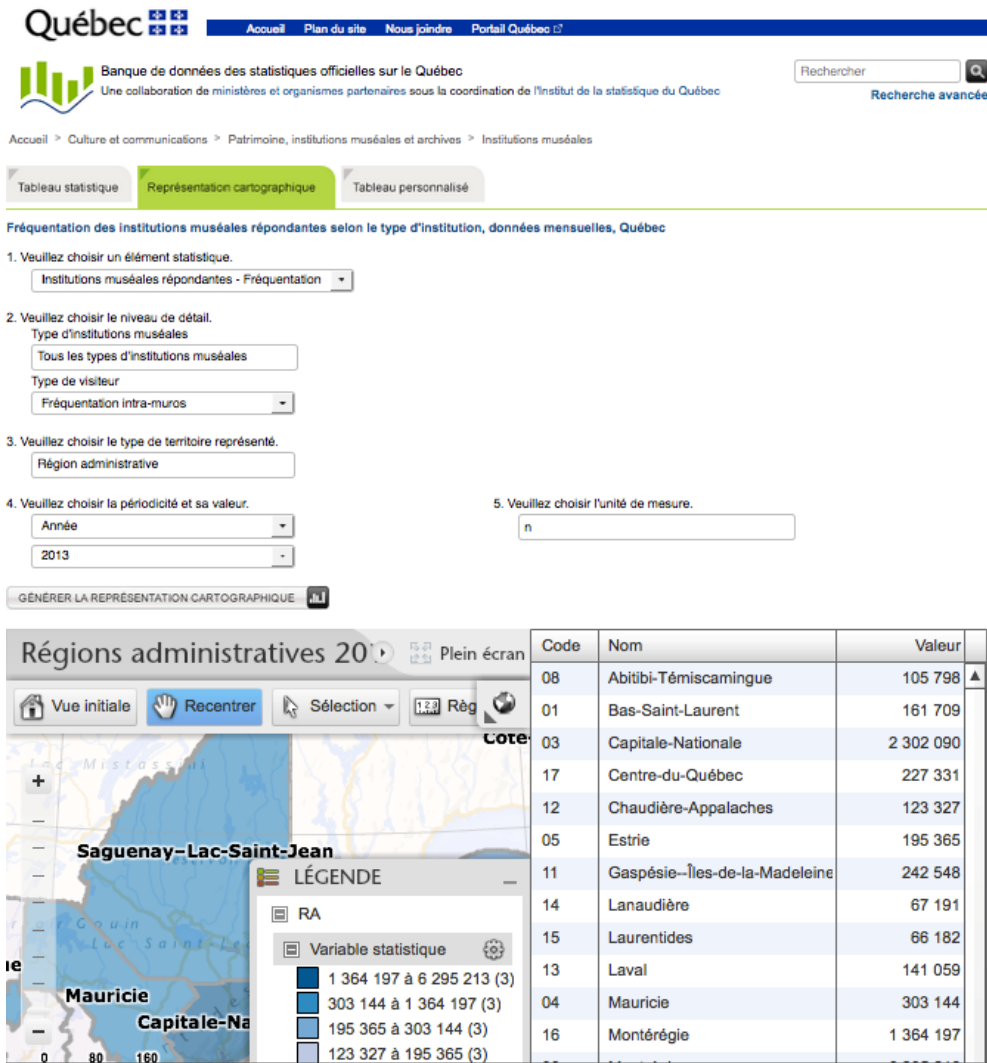 Québec
Accueil Plan du site Nous joindre Portail Québec
Banque de données des statistiques officielles sur le Québec
Une collaboration de ministères et organismes partenaires sous la coordination de l'Institut de la statistique du Québec
Rechercher
Recherche avancée
Accueil > Culture et communications > Patrimoine, institutions muséales et archives > Institutions muséales
Tableau statistique Représentation cartographique Tableau personnalisé
Fréquentation des institutions muséales répondantes selon le type d'institution, données mensuelles, Québec
1. Veuillez choisir un élément statistique.
Institutions muséales répondantes - Fréquentation
2. Veuillez choisir le niveau de détail.
Type d'institutions muséales
Tous les types d'institutions muséales
Type de visiteur
Fréquentation intra-muros
3. Veuillez choisir le type de territoire représenté.
Région administrative
4. Veuillez choisir la périodicité et sa valeur.
Année
2013
5. Veuillez choisir l'unité de mesure.
n
GÉNÉRER LA REPRÉSENTATION CARTOGRAPHIQUE
Régions administratives 20
Plein écran
Vue initiale Recentrer Sélection 1.2.3 Règ
Côte-
Lac Mistassini
Saguenay–Lac-Saint-Jean
Mauricie
Capitale-Na
0 80 160
LÉGENDE
RA
Variable statistique
1 364 197 à 6 295 213 (3)
303 144 à 1 364 197 (3)
195 365 à 303 144 (3)
123 327 à 195 365 (3)
Code Nom Valeur
08 Abitibi-Témiscamingue 105 798
01 Bas-Saint-Laurent 161 709
03 Capitale-Nationale 2 302 090
17 Centre-du-Québec 227 331
12 Chaudière-Appalaches 123 327
05 Estrie 195 365
11 Gaspésie--Îles-de-la-Madeleine 242 548
14 Lanaudière 67 191
15 Laurentides 66 182
13 Laval 141 059
04 Mauricie 303 144
16 Montérégie 1 364 197